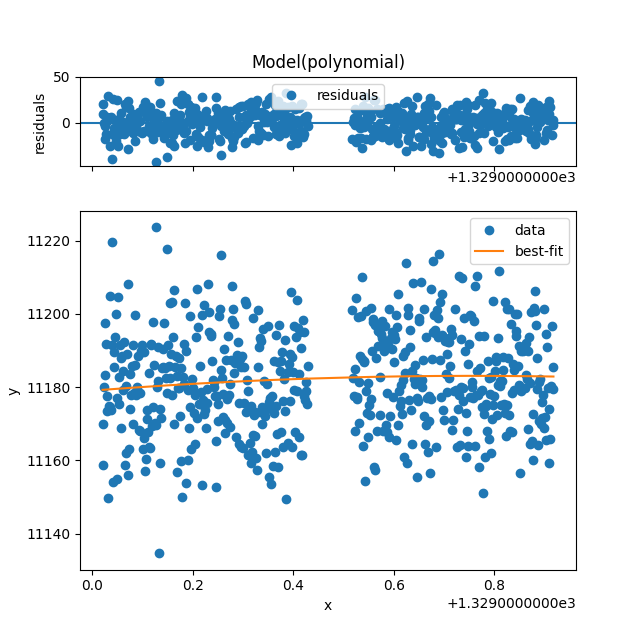 Model(polynomial)
50
0
residuals
residuals
+1.3290000000e3
11220
11200
11180
11160
11140
y
data
best-fit
0.0
0.2
0.4
0.6
0.8
x
+1.3290000000e3